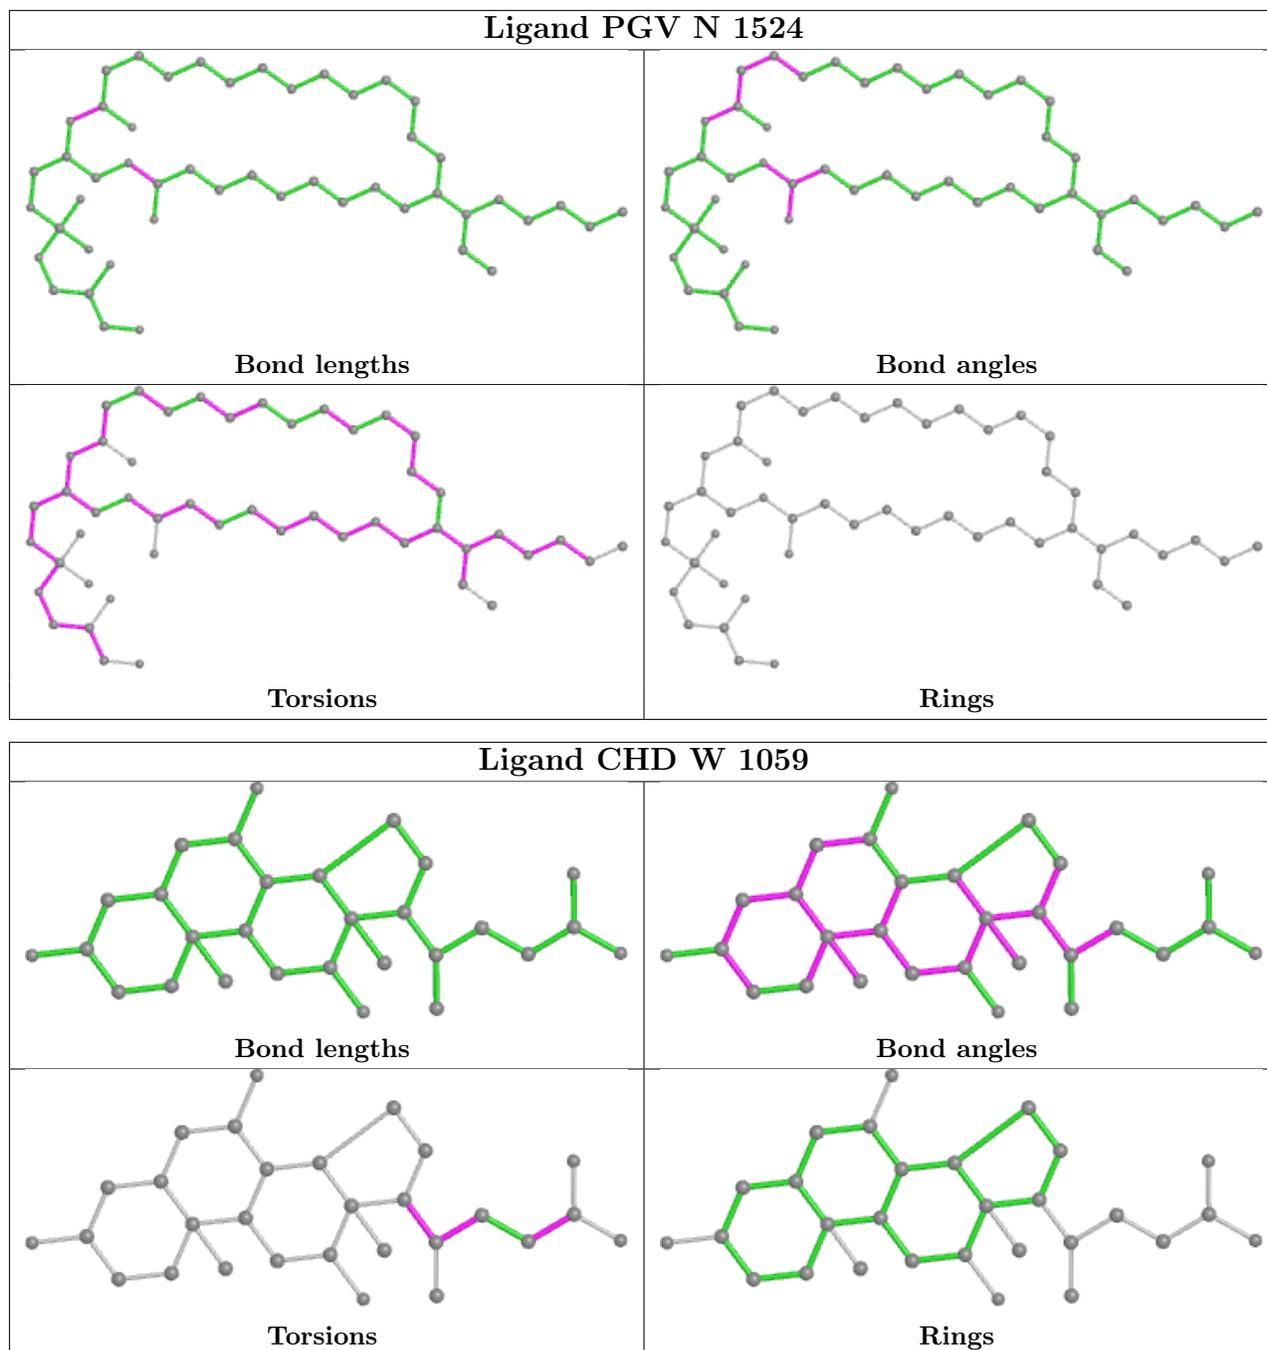 Ligand PGV N 1524
Bond lengths
Bond angles
Torsions
Rings
Ligand CHD W 1059
Bond lengths
Bond angles
Torsions
Rings